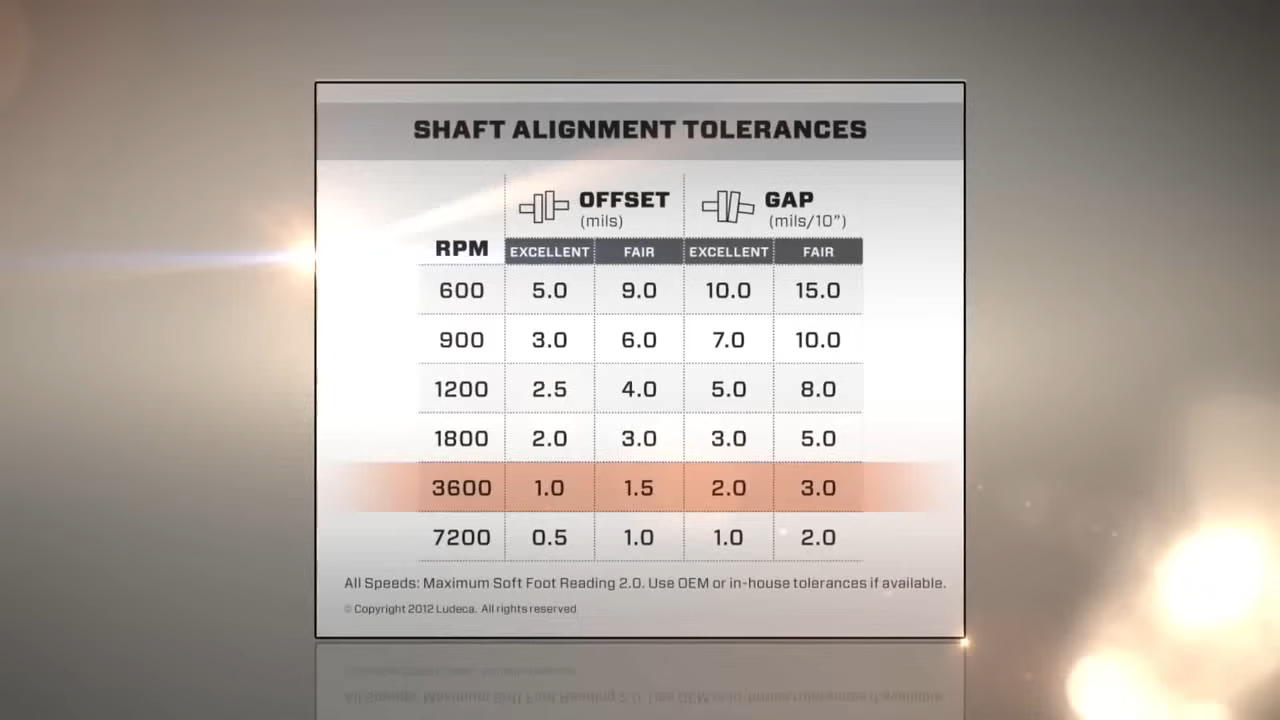 SHAFT ALIGNMENT TOLERANCES
OFFSET GAP
(mils) (mils/10”)
RPM EXCELLENT FAIR EXCELLENT FAIR
600 5.0 9.0 10.0 15.0
900 3.0 6.0 7.0 10.0
1200 2.5 4.0 5.0 8.0
1800 2.0 3.0 3.0 5.0
3600 1.0 1.5 2.0 3.0
7200 0.5 1.0 1.0 2.0
All Speeds: Maximum Soft Foot Reading 2.0. Use OEM or in-house tolerances if available.
© Copyright 2012 Ludeca. All rights reserved